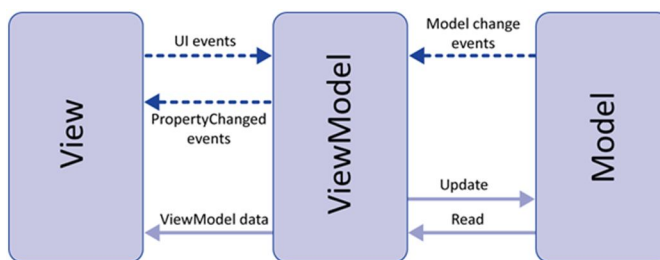 View
UI events
PropertyChanged
events
ViewModel data
ViewModel
Model change
events
Update
Read
Model